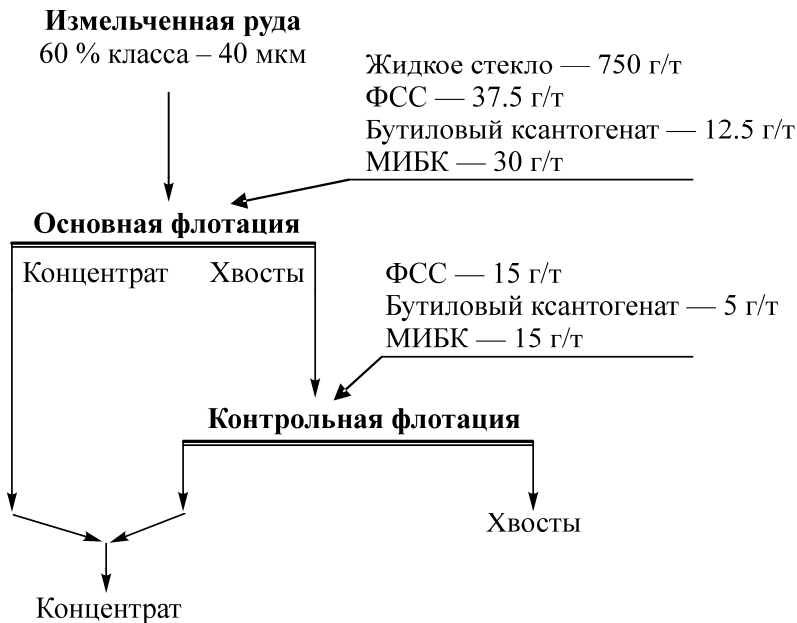 Измельченная руда
60 % класса – 40 мкм
Жидкое стекло — 750 г/т
ФСС — 37.5 г/т
Бутиловый ксантогенат — 12.5 г/т
МИБК — 30 г/т
Основная флотация
Концентрат
Хвосты
ФСС — 15 г/т
Бутиловый ксантогенат — 5 г/т
МИБК — 15 г/т
Контрольная флотация
Хвосты
Концентрат